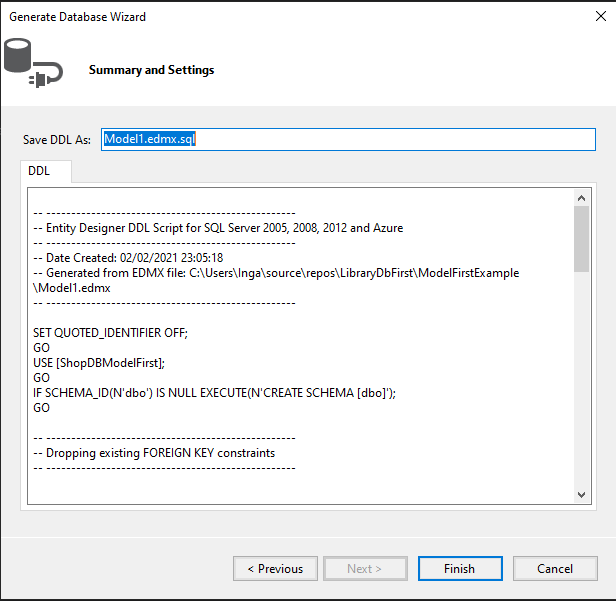 Generate Database Wizard
Summary and Settings
Save DDL As: Model1.edmx.sql
DDL
-- --------------------------------------------------
-- Entity Designer DDL Script for SQL Server 2005, 2008, 2012 and Azure
-- --------------------------------------------------
-- Date Created: 02/02/2021 23:05:18
-- Generated from EDMX file: C:\Users\Inga\source\repos\LibraryDbFirst\ModelFirstExample
\Model1.edmx
-- --------------------------------------------------
SET QUOTED_IDENTIFIER OFF;
GO
USE [ShopDBModelFirst];
GO
IF SCHEMA_ID(N'dbo') IS NULL EXECUTE(N'CREATE SCHEMA [dbo]');
GO
-- --------------------------------------------------
-- Dropping existing FOREIGN KEY constraints
-- --------------------------------------------------
< Previous Next > Finish Cancel